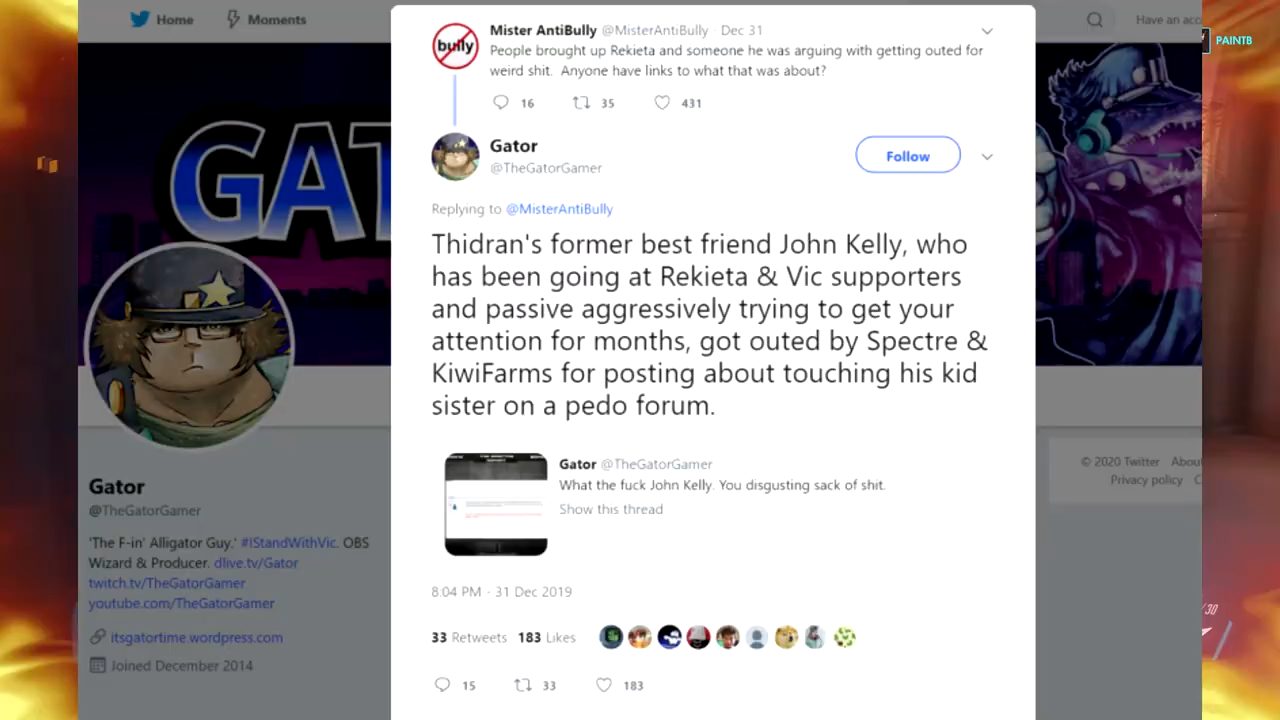 Home
Moments
Have an acc
PAINTB
GAT
Mister AntiBully @MisterAntiBully · Dec 31
bully
People brought up Rekieta and someone he was arguing with getting outed for
weird shit. Anyone have links to what that was about?
16 35 431
Gator
@TheGatorGamer
Follow
Replying to @MisterAntiBully
Thidran's former best friend John Kelly, who
has been going at Rekieta & Vic supporters
and passive aggressively trying to get your
attention for months, got outed by Spectre &
KiwiFarms for posting about touching his kid
sister on a pedo forum.
Gator @TheGatorGamer
What the fuck John Kelly. You disgusting sack of shit.
Show this thread
8:04 PM · 31 Dec 2019
33 Retweets 183 Likes
15 33 183
Gator
@TheGatorGamer
'The F-in' Alligator Guy.' #IStandWithVic. OBS
Wizard & Producer. dlive.tv/Gator
twitch.tv/TheGatorGamer
youtube.com/TheGatorGamer
itsgatortime.wordpress.com
Joined December 2014
© 2020 Twitter Abou
Privacy policy C
/30